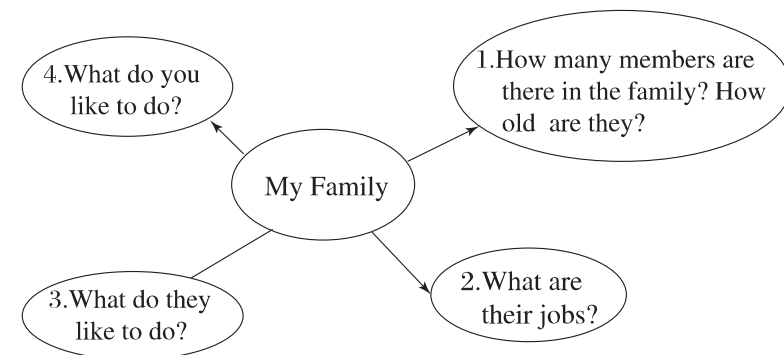 4.What do you
like to do?
1.How many members are
there in the family? How
old are they?
My Family
3.What do they
like to do?
2.What are
their jobs?